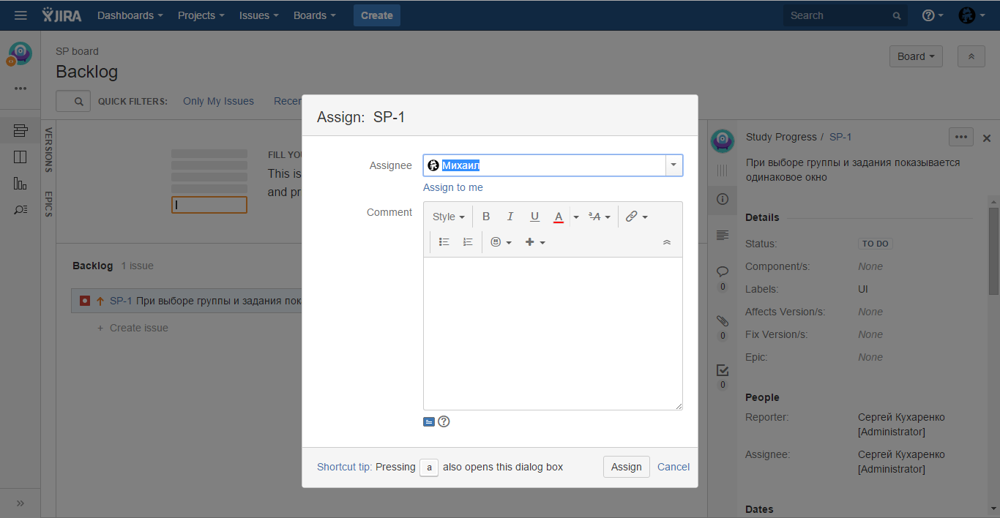 JIRA Dashboards Projects Issues Boards Create Search
SP board
Backlog
Board
QUICK FILTERS: Only My Issues Recen
VERSIONS
EPICS
FILL YOU
This is
and pr
Backlog 1 issue
SP-1 При выборе группы и задания пок
+ Create issue
Assign: SP-1
Assignee Михаил
Assign to me
Comment
Style B I U A ªA
Shortcut tip: Pressing a also opens this dialog box Assign Cancel
Study Progress / SP-1
При выборе группы и задания показывается
одинаковое окно
0
0
0
Details
Status: TO DO
Component/s: None
Labels: UI
Affects Version/s: None
Fix Version/s: None
Epic: None
People
Reporter: Сергей Кухаренко
[Administrator]
Assignee: Сергей Кухаренко
[Administrator]
Dates